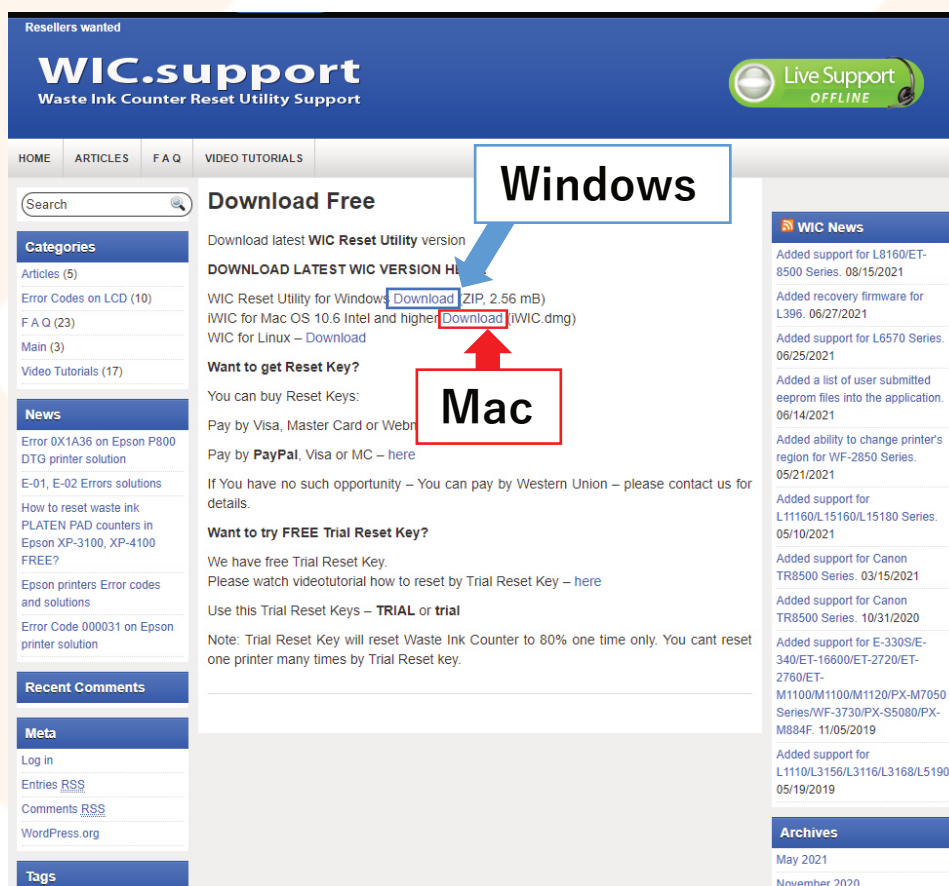 Resellers wanted
WIC.support
Waste Ink Counter Reset Utility Support
Live Support
OFFLINE
HOME ARTICLES F A Q VIDEO TUTORIALS
Search
Categories
Articles (5)
Error Codes on LCD (10)
F A Q (23)
Main (3)
Video Tutorials (17)
News
Error 0X1A36 on Epson P800
DTG printer solution
E-01, E-02 Errors solutions
How to reset waste ink
PLATEN PAD counters in
Epson XP-3100, XP-4100
FREE?
Epson printers Error codes
and solutions
Error Code 000031 on Epson
printer solution
Recent Comments
Meta
Log in
Entries RSS
Comments RSS
WordPress.org
Tags
Download Free
Windows
Download latest WIC Reset Utility version
DOWNLOAD LATEST WIC VERSION
WIC Reset Utility for Windows Download (ZIP, 2.56 mB)
iWIC for Mac OS 10.6 Intel and higher Download (iWIC.dmg)
WIC for Linux – Download
Want to get Reset Key?
Mac
You can buy Reset Keys:
Pay by Visa, Master Card or
Pay by PayPal, Visa or MC – here
If You have no such opportunity – You can pay by Western Union – please contact us for
details.
Want to try FREE Trial Reset Key?
We have free Trial Reset Key.
Please watch videotutorial how to reset by Trial Reset Key – here
Use this Trial Reset Keys – TRIAL or trial
Note: Trial Reset Key will reset Waste Ink Counter to 80% one time only. You cant reset
one printer many times by Trial Reset key.
WIC News
Added support for L8160/ET-
8500 Series. 08/15/2021
Added recovery firmware for
L396. 06/27/2021
Added support for L6570 Series.
06/25/2021
Added a list of user submitted
eeprom files into the application.
06/14/2021
Added ability to change printer's
region for WF-2850 Series.
05/21/2021
Added support for
L11160/L15160/L15180 Series.
05/10/2021
Added support for Canon
TR8500 Series. 03/15/2021
Added support for Canon
TR8500 Series. 10/31/2020
Added support for E-330S/E-
340/ET-16600/ET-2720/ET-
2760/ET-
M1100/M1100/M1120/PX-M7050
Series/WF-3730/PX-S5080/PX-
M884F. 11/05/2019
Added support for
L1110/L3156/L3116/L3168/L5190
05/19/2019
Archives
May 2021
November 2020